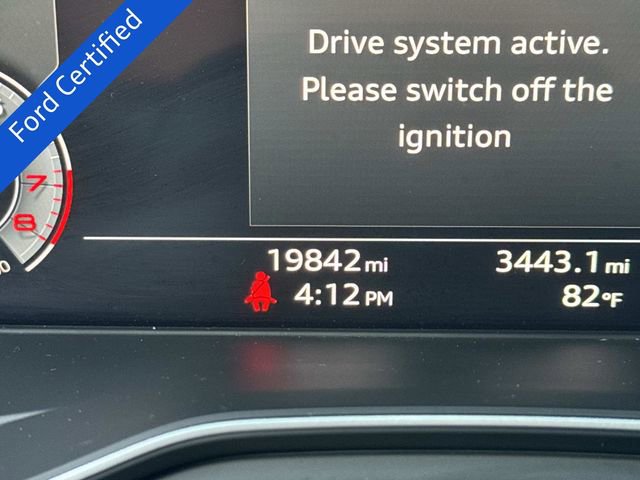 Ford Certified
Drive system active.
Please switch off the
ignition
7
8
19842 mi
3443.1 mi
4:12 PM
82°F